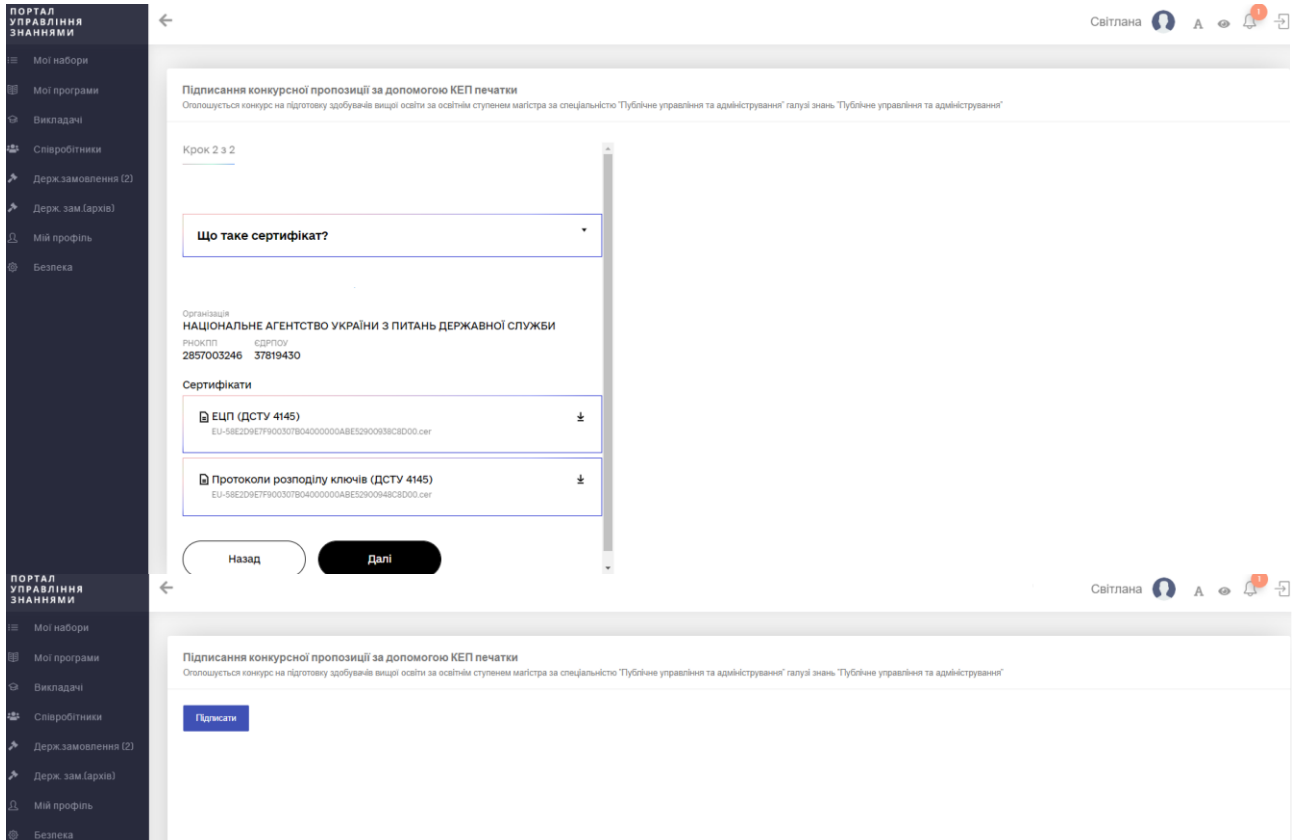 ПОРТАЛ
УПРАВЛІННЯ
ЗНАННЯМИ
Світлана
A
1
Мої набори
Мої програми
Викладачі
Співробітники
Держ.замовлення (2)
Держ. зам.(архів)
Мій профіль
Безпека
Підписання конкурсної пропозиції за допомогою КЕП печатки
Оголошується конкурс на підготовку здобувачів вищої освіти за освітнім ступенем магістра за спеціальністю "Публічне управління та адміністрування" галузі знань "Публічне управління та адміністрування"
Крок 2 з 2
Що таке сертифікат?
Організація
НАЦІОНАЛЬНЕ АГЕНТСТВО УКРАЇНИ З ПИТАНЬ ДЕРЖАВНОЇ СЛУЖБИ
РНОКПП ЄДРПОУ
2857003246 37819430
Сертифікати
ЕЦП (ДСТУ 4145)
EU-58E2D9E7F900307B04000000ABE52900938C8D00.cer
Протоколи розподілу ключів (ДСТУ 4145)
EU-58E2D9E7F900307B04000000ABE52900948C8D00.cer
Назад Далі
ПОРТАЛ
УПРАВЛІННЯ
ЗНАННЯМИ
Світлана
A
1
Мої набори
Мої програми
Викладачі
Співробітники
Держ.замовлення (2)
Держ. зам.(архів)
Мій профіль
Безпека
Підписання конкурсної пропозиції за допомогою КЕП печатки
Оголошується конкурс на підготовку здобувачів вищої освіти за освітнім ступенем магістра за спеціальністю "Публічне управління та адміністрування" галузі знань "Публічне управління та адміністрування"
Підписати